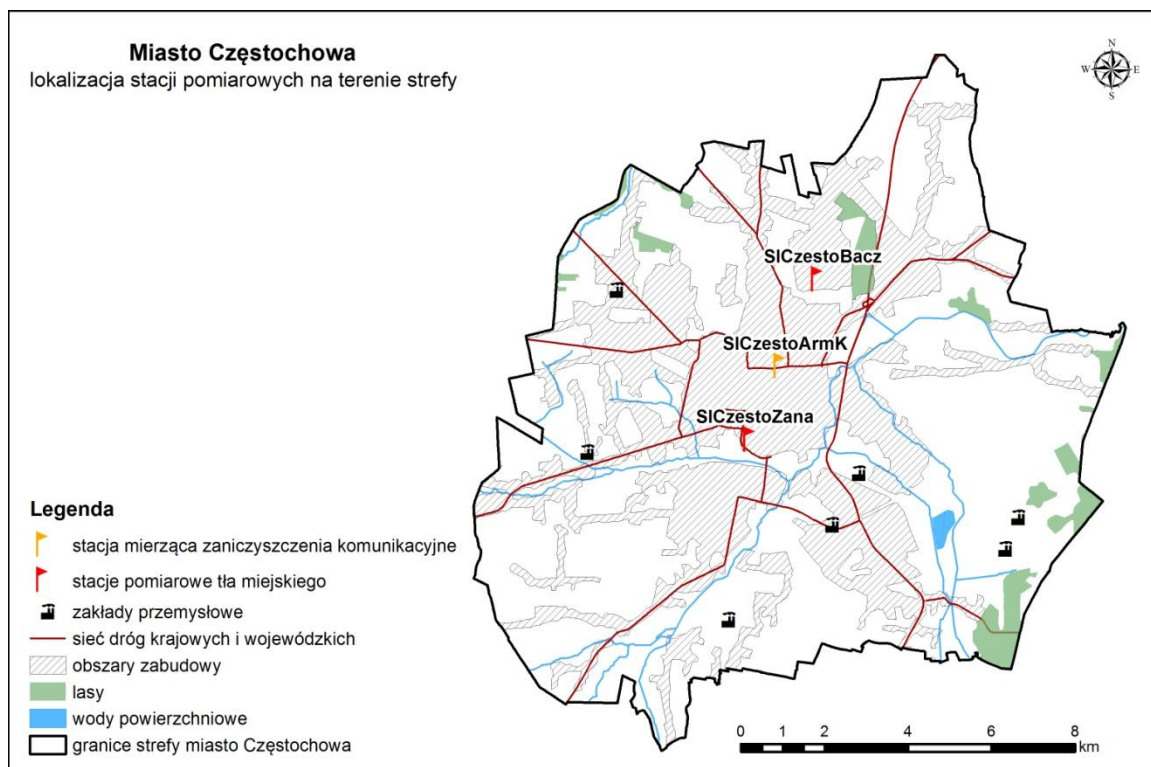 Miasto Częstochowa
lokalizacja stacji pomiarowych na terenie strefy
N
W E
S
SlCzestoBacz
SlCzestoArmK
SlCzestoZana
Legenda
stacja mierząca zaniczyszczenia komunikacyjne
stacje pomiarowe tła miejskiego
zakłady przemysłowe
sieć dróg krajowych i wojewódzkich
obszary zabudowy
lasy
wody powierzchniowe
granice strefy miasto Częstochowa
0 1 2 4 6 8
km